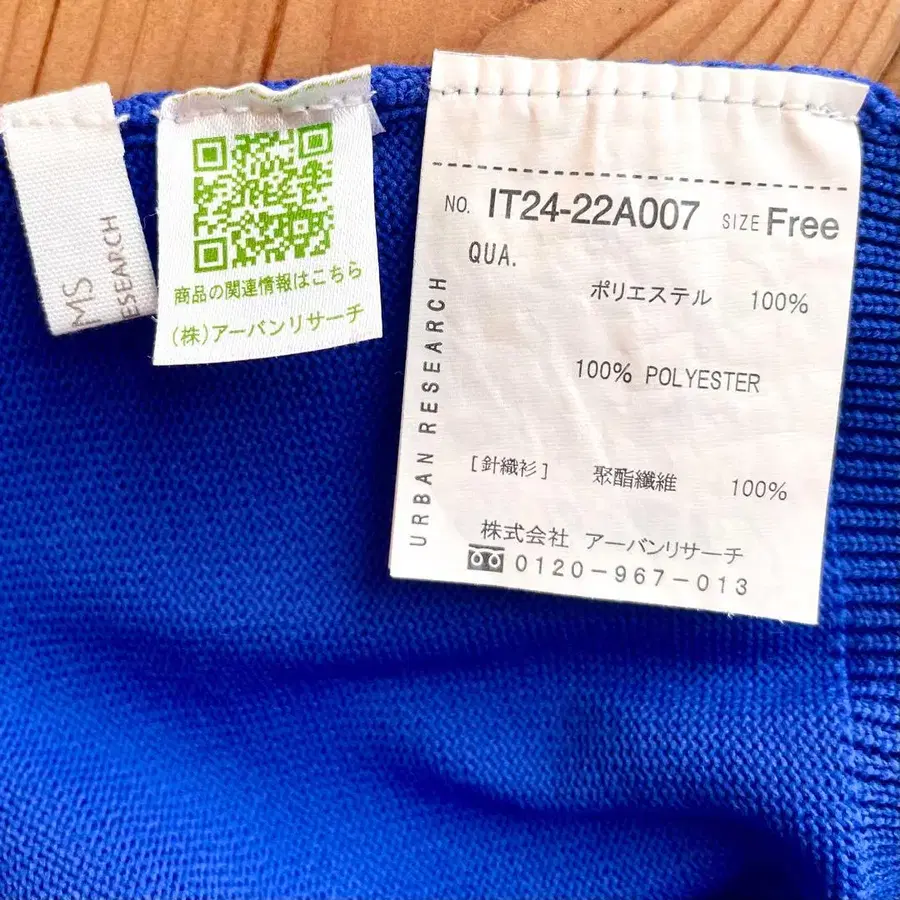 MS
ESEARCH
商品の関連情報はこちら
(株)アーバンリサーチ
NO. IT24-22A007 SIZE Free
QUA.
ポリエステル 100%
100% POLYESTER
[針織衫] 聚酯纖維 100%
URBAN RESEARCH
株式会社 アーバンリサーチ
0120-967-013